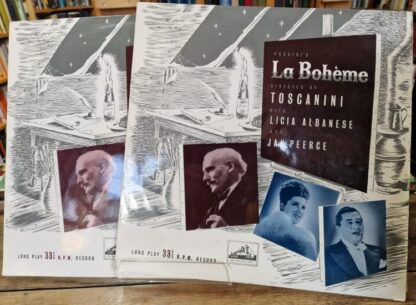 PUCCINI'S
La Bohème
DIRECTED BY
TOSCANINI
WITH
LICIA ALBANESE
AND
JAN PEERCE
LONG PLAY 33⅓ R.P.M. RECORD
LONG PLAY 33⅓ R.P.M. RECORD